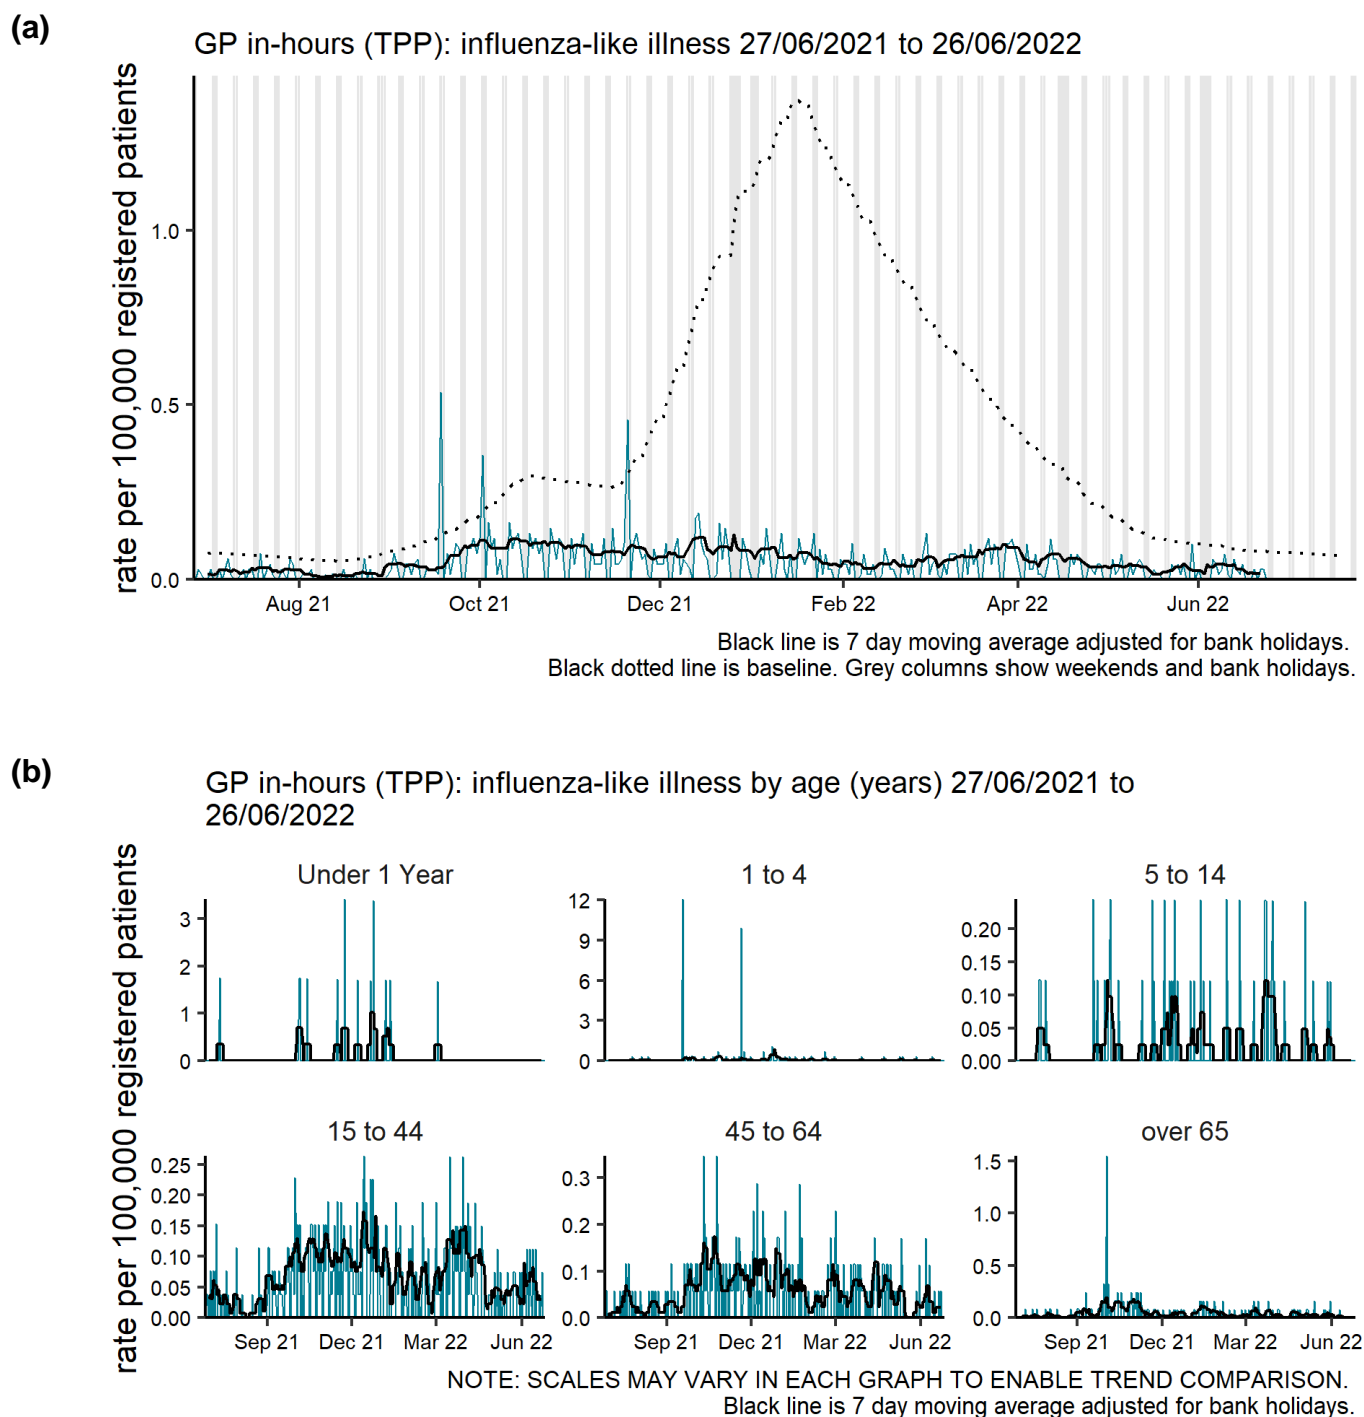 (a)
GP in-hours (TPP): influenza-like illness 27/06/2021 to 26/06/2022
rate per 100,000 registered patients
1.0
0.5
0.0
Aug 21 Oct 21 Dec 21 Feb 22 Apr 22 Jun 22
Black line is 7 day moving average adjusted for bank holidays.
Black dotted line is baseline. Grey columns show weekends and bank holidays.
(b)
GP in-hours (TPP): influenza-like illness by age (years) 27/06/2021 to
26/06/2022
rate per 100,000 registered patients
Under 1 Year
3
2
1
0
1 to 4
12
9
6
3
0
5 to 14
0.20
0.15
0.10
0.05
0.00
15 to 44
0.25
0.20
0.15
0.10
0.05
0.00
Sep 21 Dec 21 Mar 22 Jun 22
45 to 64
0.3
0.2
0.1
0.0
Sep 21 Dec 21 Mar 22 Jun 22
over 65
1.5
1.0
0.5
0.0
Sep 21 Dec 21 Mar 22 Jun 22
NOTE: SCALES MAY VARY IN EACH GRAPH TO ENABLE TREND COMPARISON.
Black line is 7 day moving average adjusted for bank holidays.